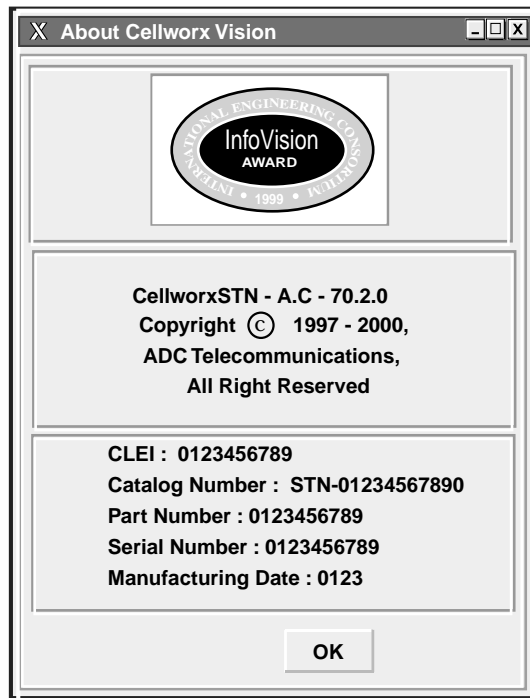 X About Cellworx Vision
INTERNATIONAL ENGINEERING CONSORTIUM
InfoVision
AWARD
• 1999 •
CellworxSTN - A.C - 70.2.0
Copyright © 1997 - 2000,
ADC Telecommunications,
All Right Reserved
CLEI : 0123456789
Catalog Number : STN-01234567890
Part Number : 0123456789
Serial Number : 0123456789
Manufacturing Date : 0123
OK